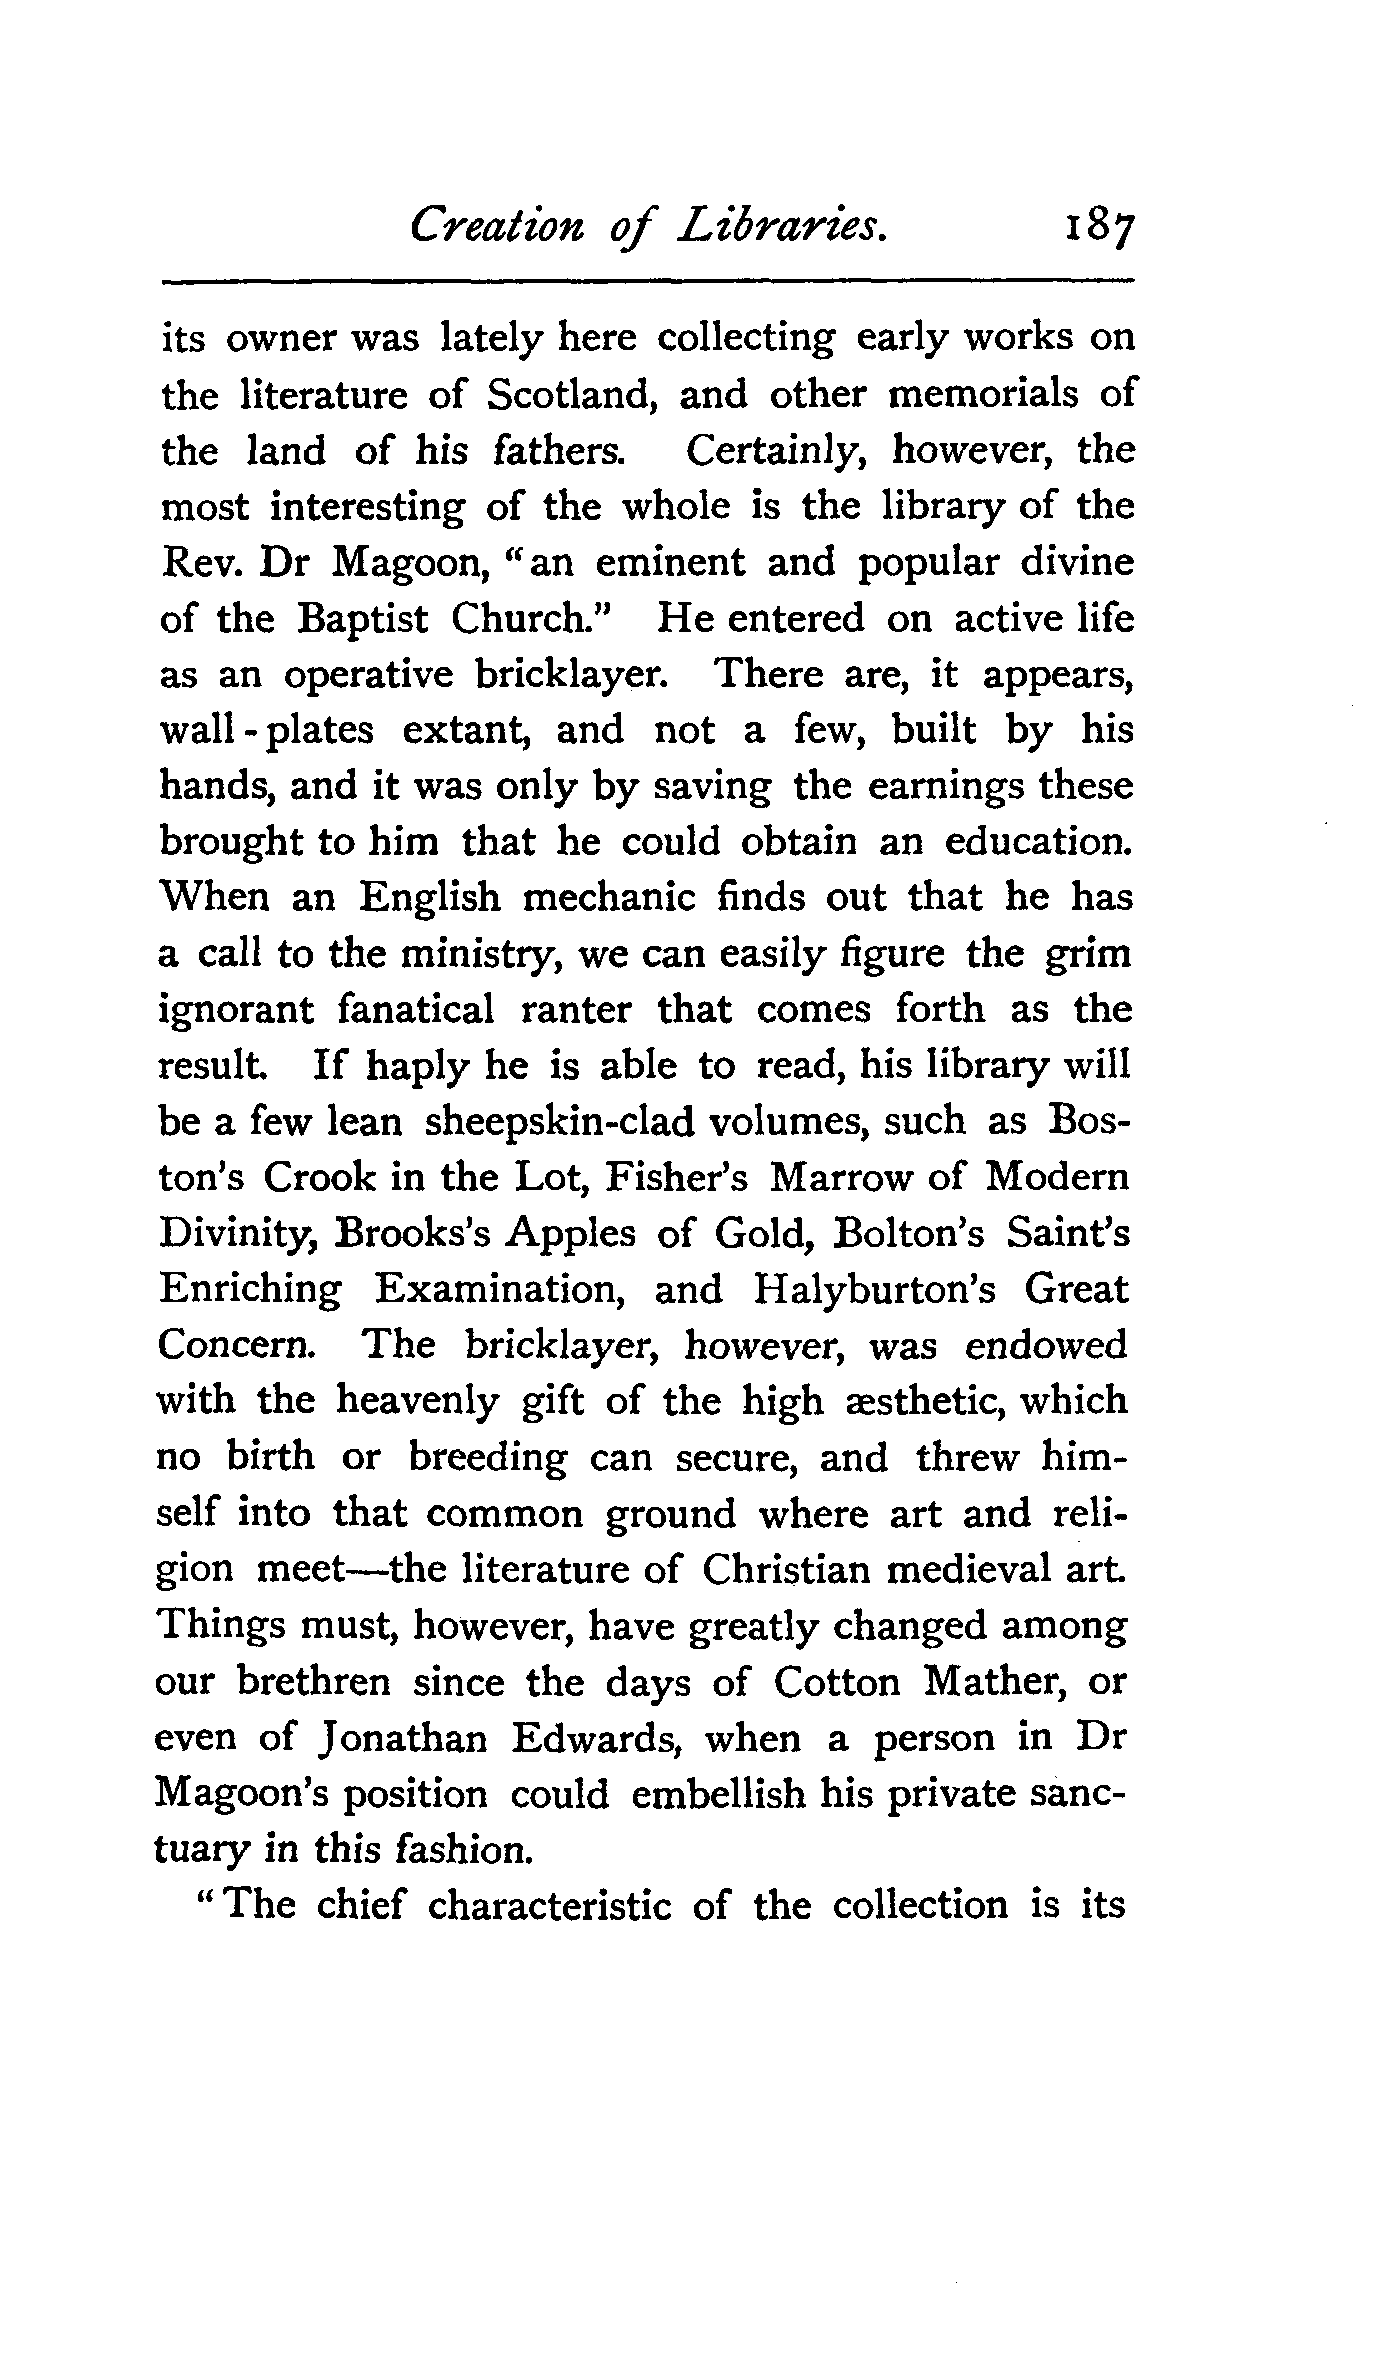 Creation of Libraries. 187
its owner was lately here collecting early works on
the literature of Scotland, and other memorials of
the land of his fathers. Certainly, however, the
most interesting of the whole is the library of the
Rev. Dr Magoon, “an eminent and popular divine
of the Baptist Church.” He entered on active life
as an operative bricklayer. There are, it appears,
wall-plates extant, and not a few, built by his
hands, and it was only by saving the earnings these
brought to him that he could obtain an education.
When an English mechanic finds out that he has
a call to the ministry, we can easily figure the grim
ignorant fanatical ranter that comes forth as the
result. If haply he is able to read, his library will
be a few lean sheepskin-clad volumes, such as Bos-
ton's Crook in the Lot, Fisher's Marrow of Modern
Divinity, Brooks's Apples of Gold, Bolton's Saint's
Enriching Examination, and Halyburton's Great
Concern. The bricklayer, however, was endowed
with the heavenly gift of the high æsthetic, which
no birth or breeding can secure, and threw him-
self into that common ground where art and reli-
gion meet—the literature of Christian medieval art.
Things must, however, have greatly changed among
our brethren since the days of Cotton Mather, or
even of Jonathan Edwards, when a person in Dr
Magoon's position could embellish his private sanc-
tuary in this fashion.
“The chief characteristic of the collection is its